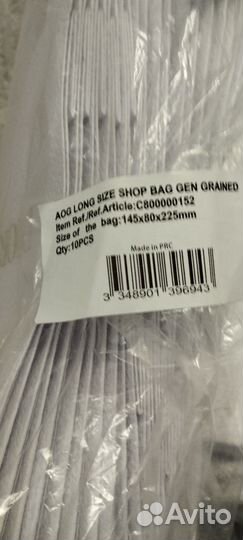 AOG LONG SIZE SHOP BAG GEN GRAINED
Item Ref./Ref.Article:C800000152
Size of the bag:145x80x225mm
Qty:10PCS
Made in PRC
3 348901 396943
Avito